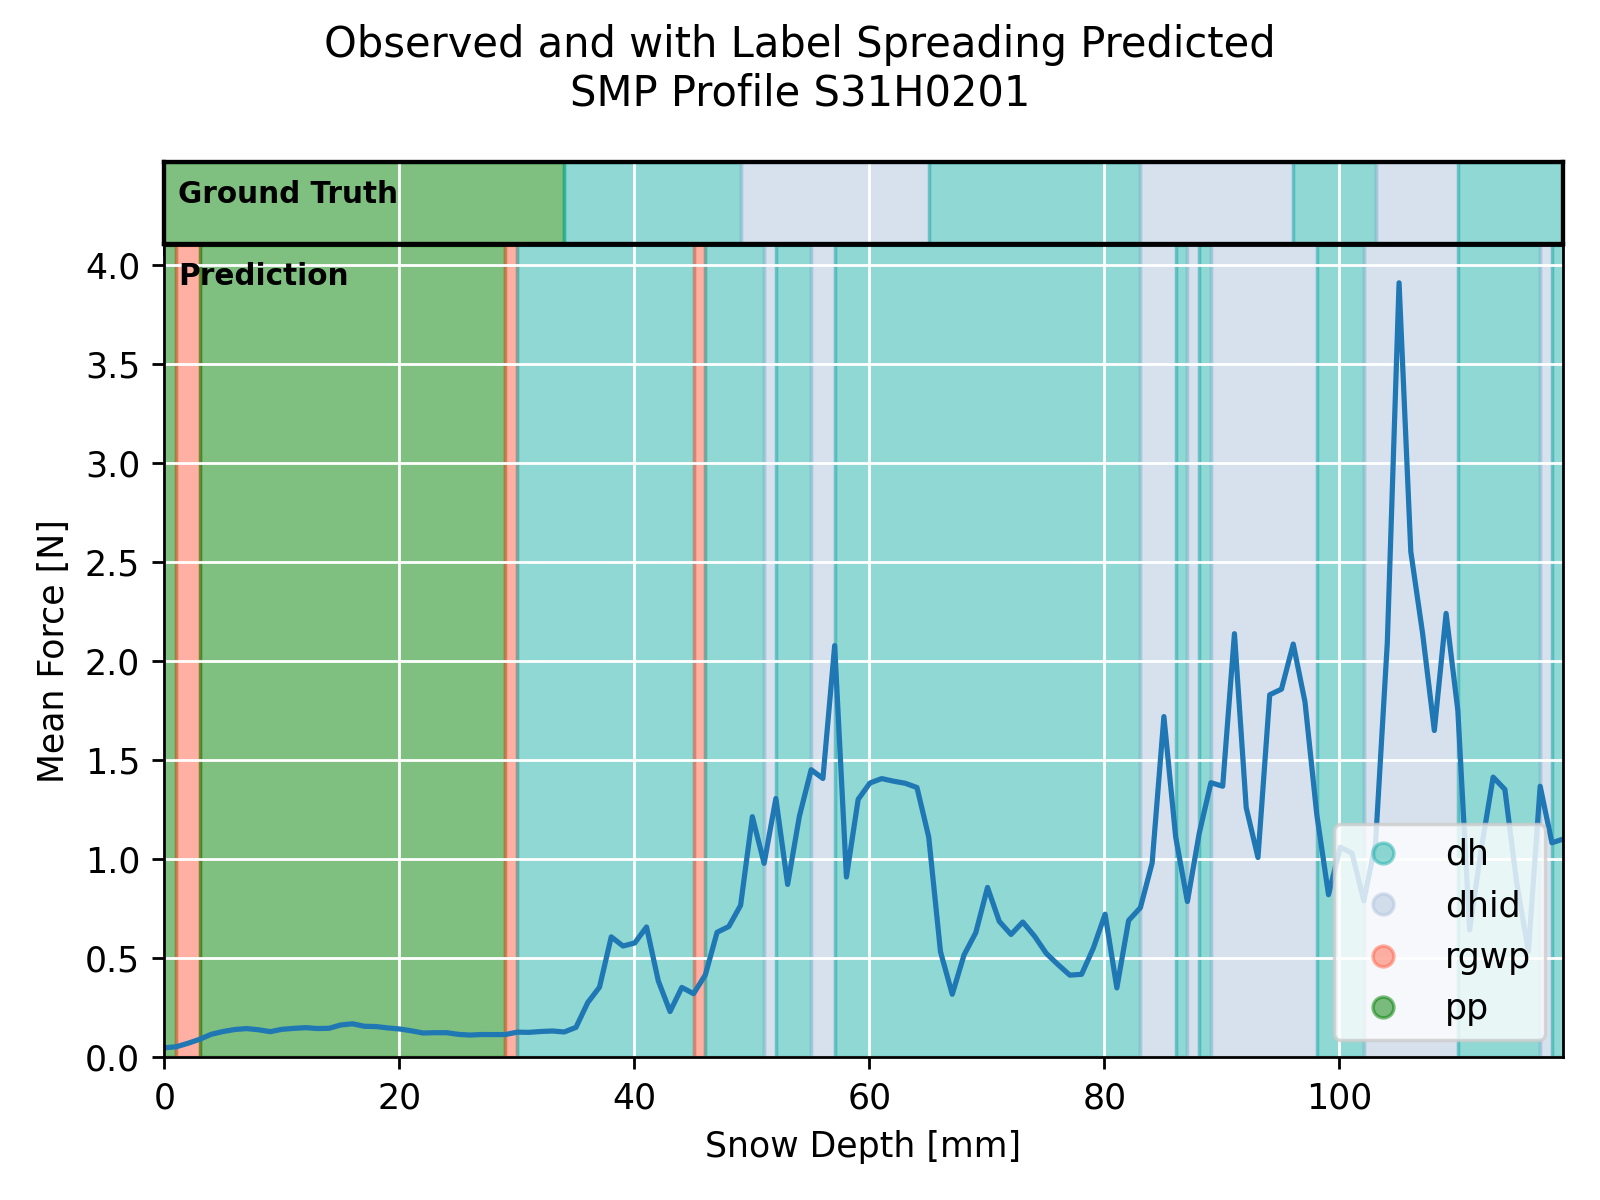 Observed and with Label Spreading Predicted
SMP Profile S31H0201
Ground Truth
Prediction
4.0
3.5
3.0
2.5
2.0
1.5
1.0
0.5
0.0
Mean Force [N]
dh
dhid
rgwp
pp
0 20 40 60 80 100
Snow Depth [mm]